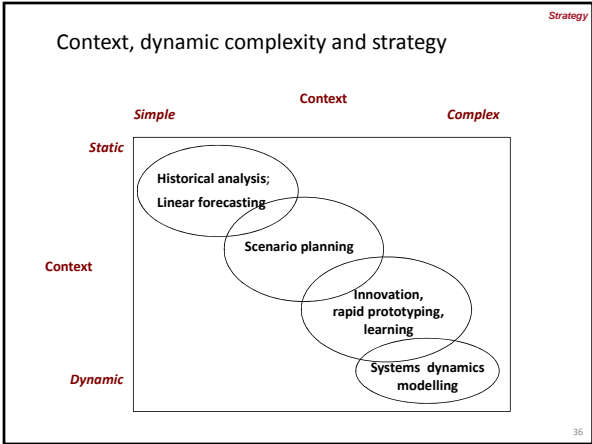 Strategy
Context, dynamic complexity and strategy
Context
Simple
Complex
Static
Historical analysis;
Linear forecasting
Scenario planning
Context
Innovation,
rapid prototyping,
learning
Systems dynamics
modelling
Dynamic
36